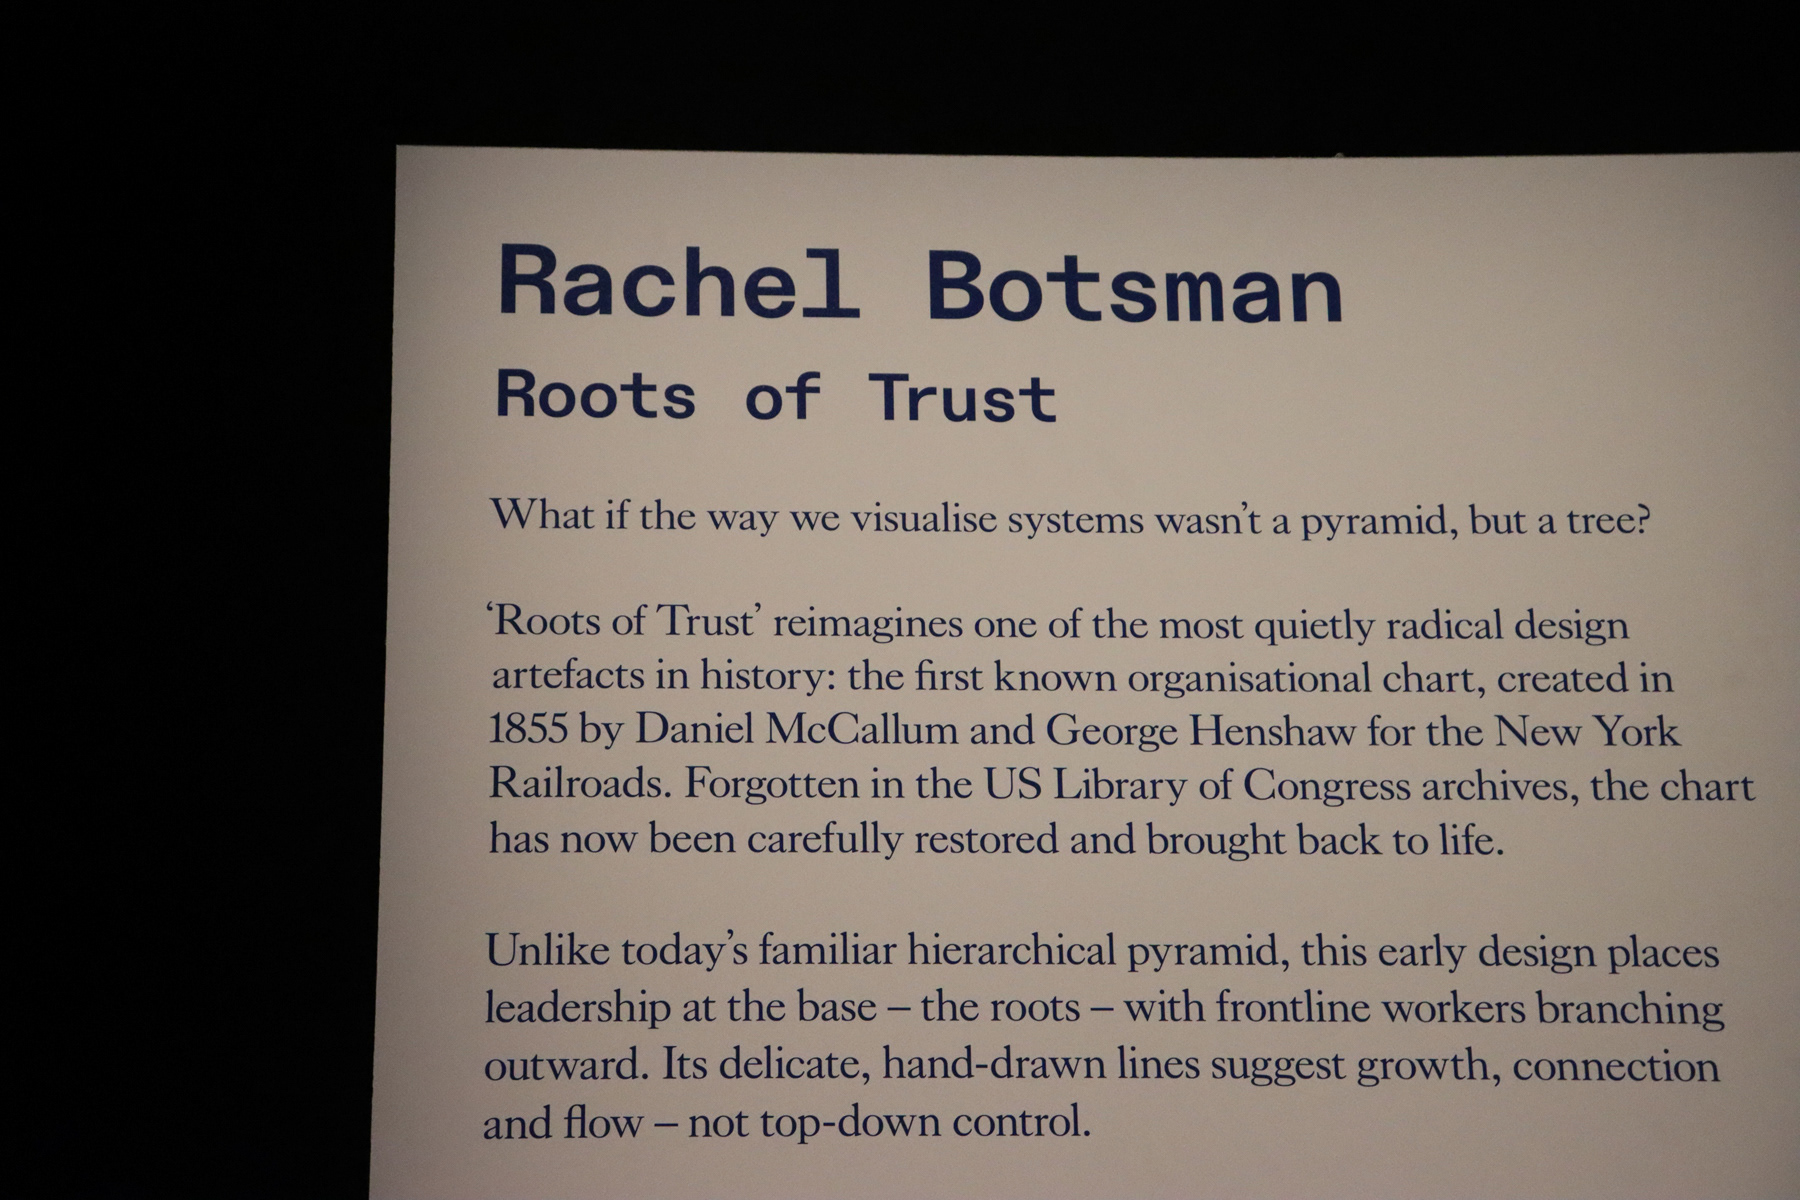 Rachel Botsman
Roots of Trust
What if the way we visualise systems wasn’t a pyramid, but a tree?
‘Roots of Trust’ reimagines one of the most quietly radical design
artefacts in history: the first known organisational chart, created in
1855 by Daniel McCallum and George Henshaw for the New York
Railroads. Forgotten in the US Library of Congress archives, the chart
has now been carefully restored and brought back to life.
Unlike today’s familiar hierarchical pyramid, this early design places
leadership at the base – the roots – with frontline workers branching
outward. Its delicate, hand-drawn lines suggest growth, connection
and flow – not top-down control.